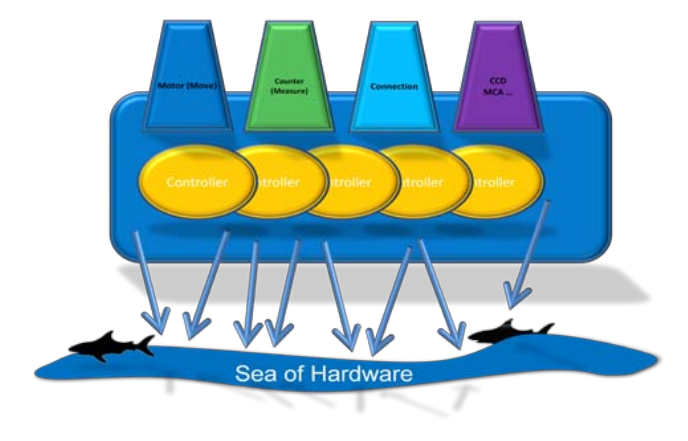 Motor (Move)
Counter
(Measure)
Connection
CCD
MCA ...
Controller
ntroller
ntroller
ntroller
ntroller
Sea of Hardware